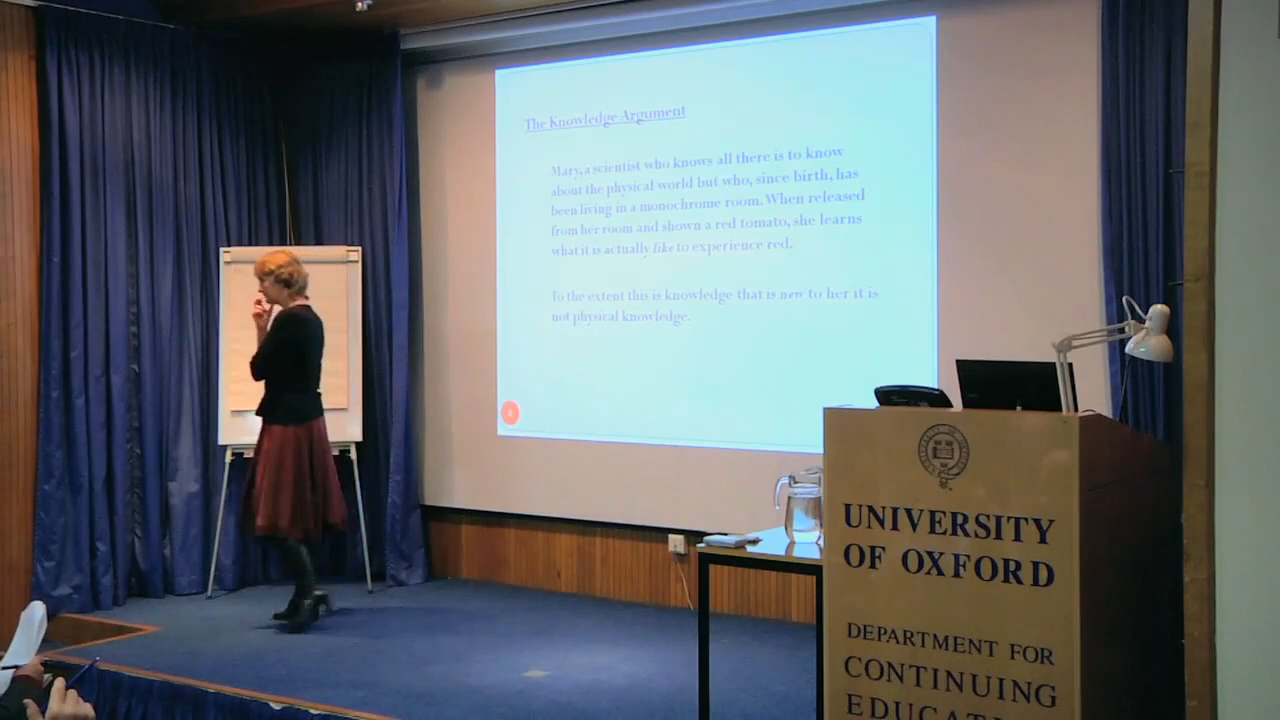 The Knowledge Argument
Mary, a scientist who knows all there is to know
about the physical world but who, since birth, has
been living in a monochrome room. When released
from her room and shown a red tomato, she learns
what it is actually like to experience red.
To the extent this is knowledge that is new to her it is
not physical knowledge.
UNIVERSITY
OF OXFORD
DEPARTMENT FOR
CONTINUING